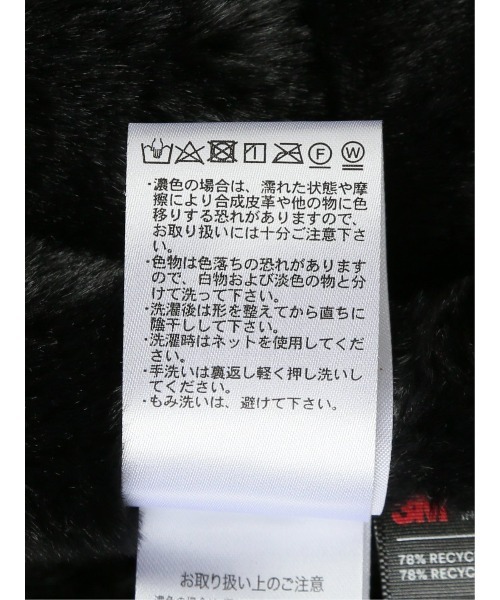 F W
・濃色の場合は、濡れた状態や摩
擦により合成皮革や他の物に色
移りする恐れがありますので、
お取り扱いには十分ご注意下さ
い。
・色物は色落ちの恐れがあります
ので、白物および淡色の物と分
けて洗って下さい。
・洗濯後は形を整えてから直ちに
陰干しして下さい。
・洗濯時はネットを使用してくだ
さい。
・手洗いは裏返し軽く押し洗いし
てください。
・もみ洗いは、避けて下さい。
3M
78% RECYC
78% RECYC
お取り扱い上のご注意